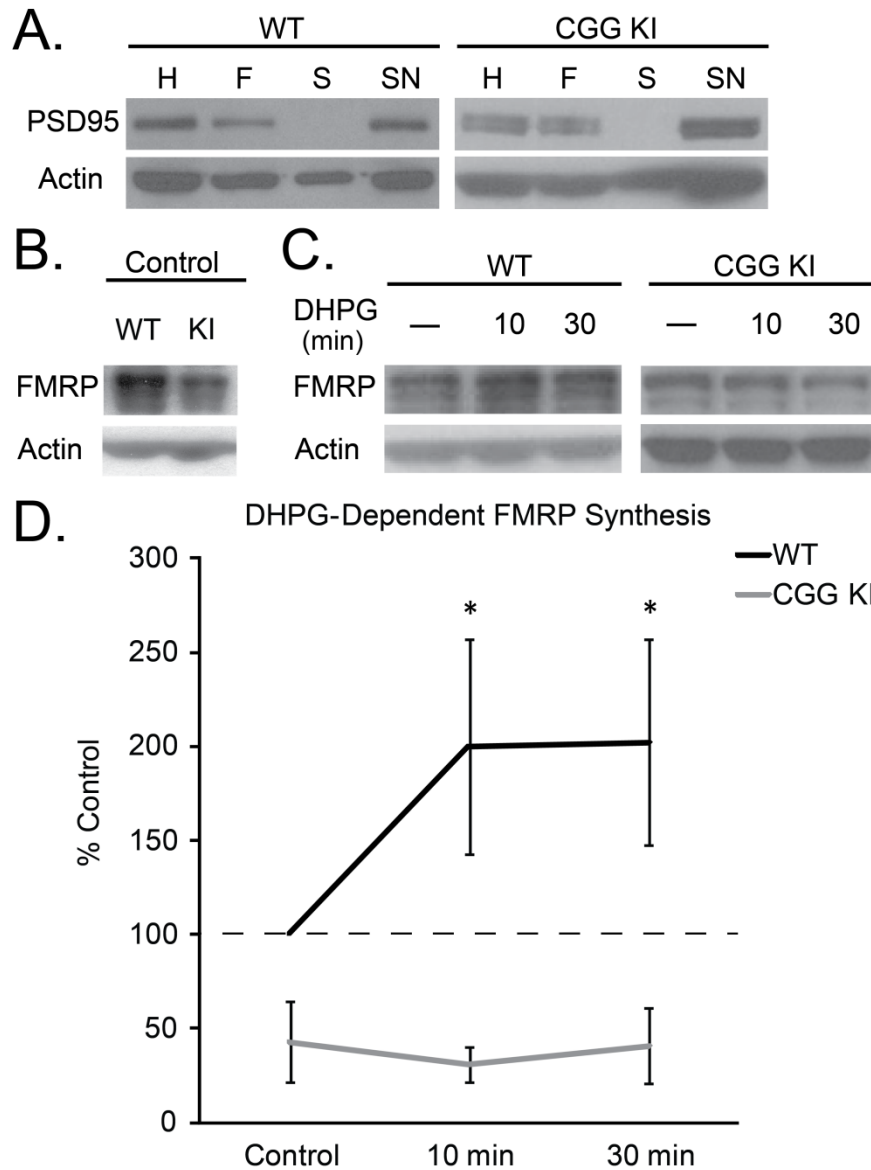 A.
WT CGG KI
H F S SN H F S SN
PSD95
Actin
B.
Control
WT KI
FMRP
Actin
C.
WT CGG KI
DHPG (min) — 10 30 — 10 30
FMRP
Actin
D.
DHPG-Dependent FMRP Synthesis
WT
CGG KI
% Control
300
250
200
150
100
50
0
* *
Control 10 min 30 min